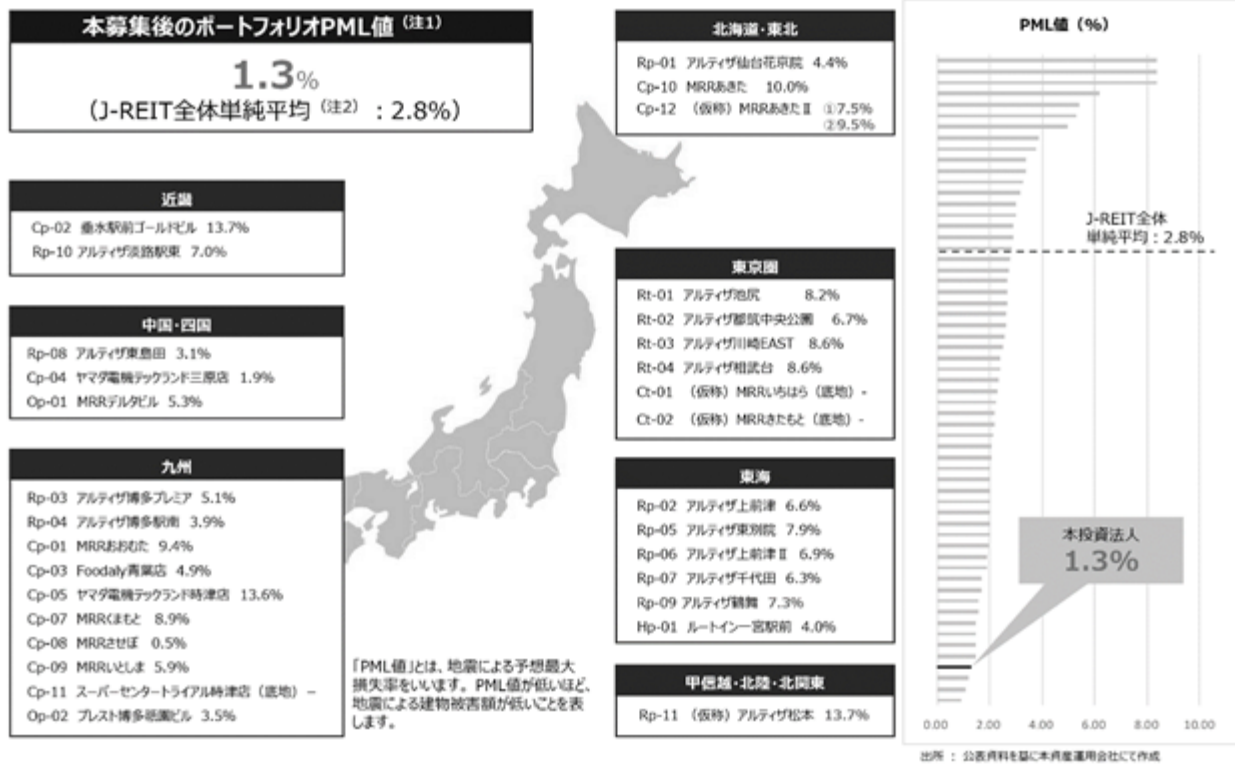 本募集後のポートフォリオPML値 (注1)
1.3%
(J-REIT全体単純平均 (注2) : 2.8%)
近畿
Cp-02 垂水駅前ゴールドビル 13.7%
Rp-10 アルティザ淡路駅東 7.0%
中国・四国
Rp-08 アルティザ東島田 3.1%
Cp-04 ヤマダ電機テックランド三原店 1.9%
Op-01 MRRデルタビル 5.3%
九州
Rp-03 アルティザ博多プレミア 5.1%
Rp-04 アルティザ博多駅南 3.9%
Cp-01 MRRおおむた 9.4%
Cp-03 Foodaly青葉店 4.9%
Cp-05 ヤマダ電機テックランド時津店 13.6%
Cp-07 MRRくまもと 8.9%
Cp-08 MRRさせぼ 0.5%
Cp-09 MRRいとしま 5.9%
Cp-11 スーパーセンタートライアル時津店(底地) -
Op-02 プレスト博多祇園ビル 3.5%
「PML値」とは、地震による予想最大
損失率をいいます。PML値が低いほど、
地震による建物被害額が低いことを表
します。
北海道・東北
Rp-01 アルティザ仙台花京院 4.4%
Cp-10 MRRあきた 10.0%
Cp-12 (仮称) MRRあきたⅡ ①7.5%
②9.5%
東京圏
Rt-01 アルティザ池尻 8.2%
Rt-02 アルティザ都筑中央公園 6.7%
Rt-03 アルティザ川崎EAST 8.6%
Rt-04 アルティザ相武台 8.6%
Ct-01 (仮称) MRRいちはら(底地) -
Ct-02 (仮称) MRRきたもと(底地) -
東海
Rp-02 アルティザ上前津 6.6%
Rp-05 アルティザ東別院 7.9%
Rp-06 アルティザ上前津Ⅱ 6.9%
Rp-07 アルティザ千代田 6.3%
Rp-09 アルティザ鶴舞 7.3%
Hp-01 ルートイン一宮駅前 4.0%
甲信越・北陸・北関東
Rp-11 (仮称) アルティザ松本 13.7%
PML値(%)
J-REIT全体
単純平均:2.8%
本投資法人
1.3%
0.00 2.00 4.00 6.00 8.00 10.00
出所 : 公表資料を基に本資産運用会社にて作成